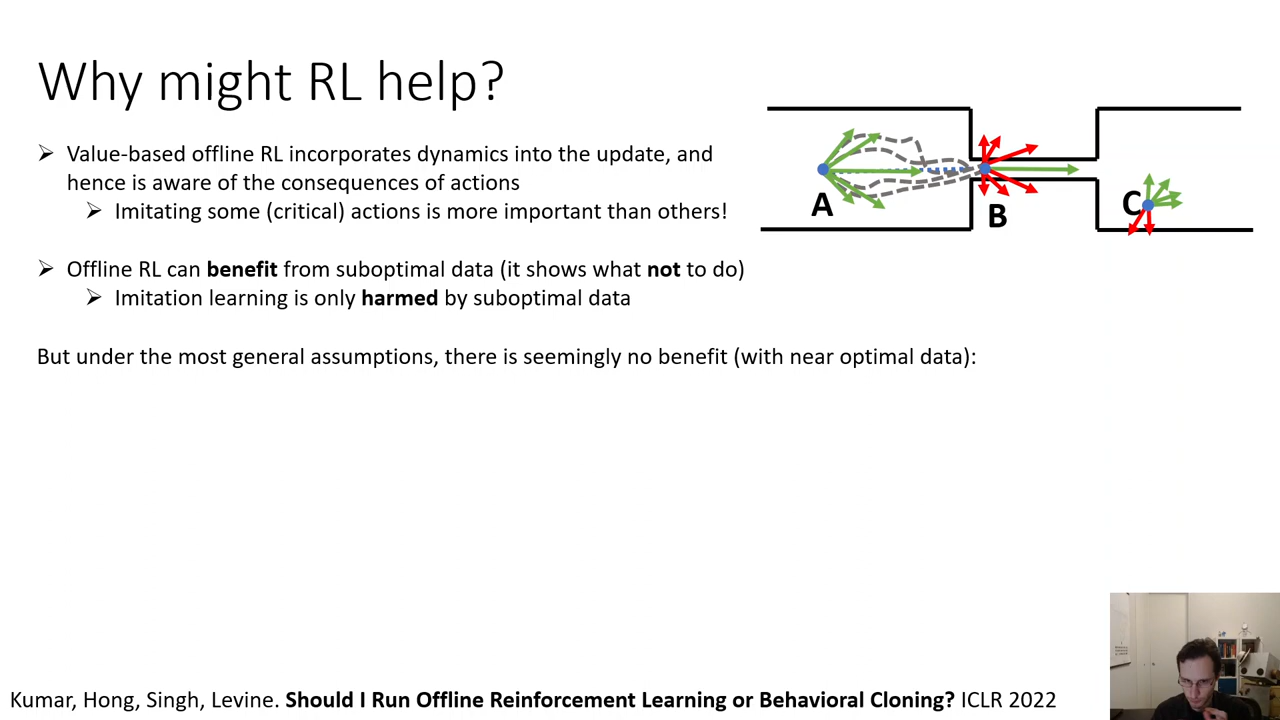 Why might RL help?
➢ Value-based offline RL incorporates dynamics into the update, and
hence is aware of the consequences of actions
➢ Imitating some (critical) actions is more important than others!
➢ Offline RL can benefit from suboptimal data (it shows what not to do)
➢ Imitation learning is only harmed by suboptimal data
But under the most general assumptions, there is seemingly no benefit (with near optimal data):
A
B
C
Kumar, Hong, Singh, Levine. Should I Run Offline Reinforcement Learning or Behavioral Cloning? ICLR 2022